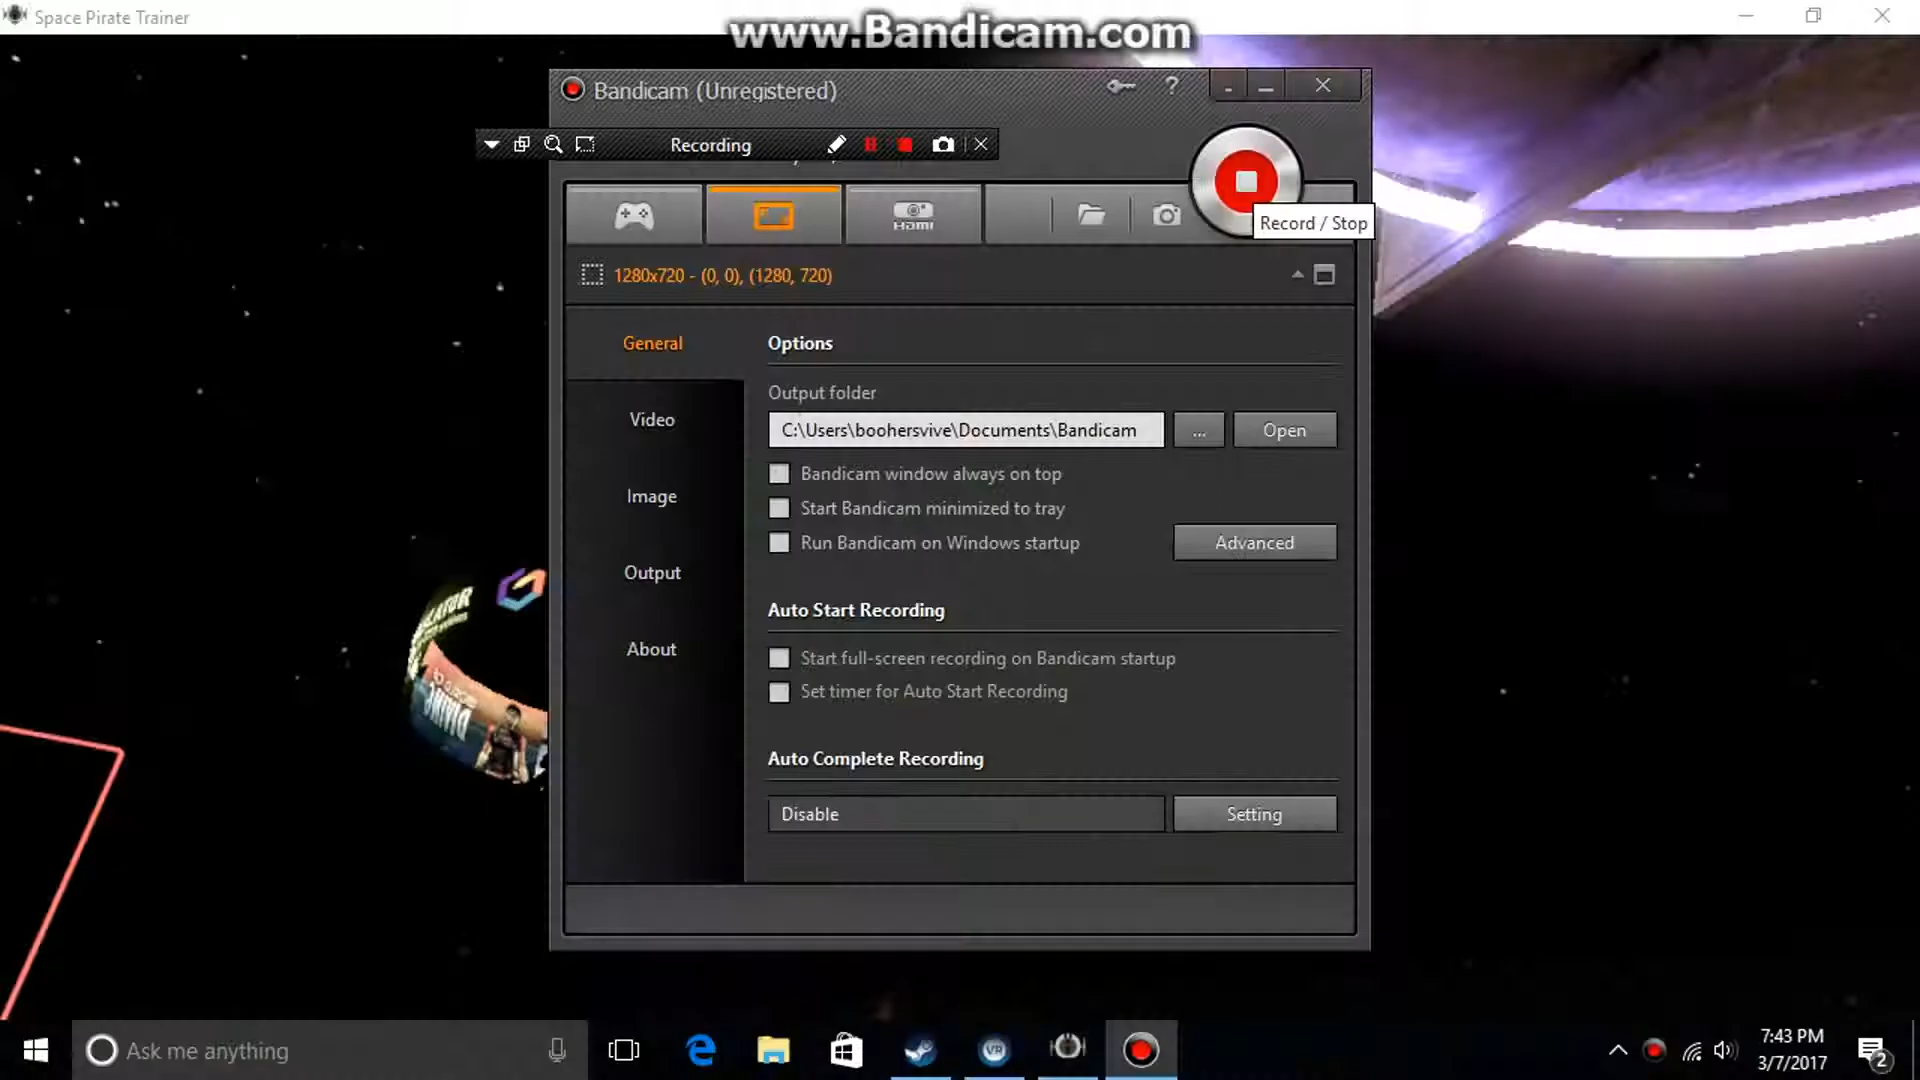 Space Pirate Trainer
www.Bandicam.com
Bandicam (Unregistered)
?
Recording
HDMI
Record / Stop
1280x720 - (0, 0), (1280, 720)
General
Video
Image
Output
About
Options
Output folder
C:\Users\boohersvive\Documents\Bandicam
...
Open
Bandicam window always on top
Start Bandicam minimized to tray
Run Bandicam on Windows startup
Advanced
Auto Start Recording
Start full-screen recording on Bandicam startup
Set timer for Auto Start Recording
Auto Complete Recording
Disable
Setting
Ask me anything
VR
7:43 PM
3/7/2017
2